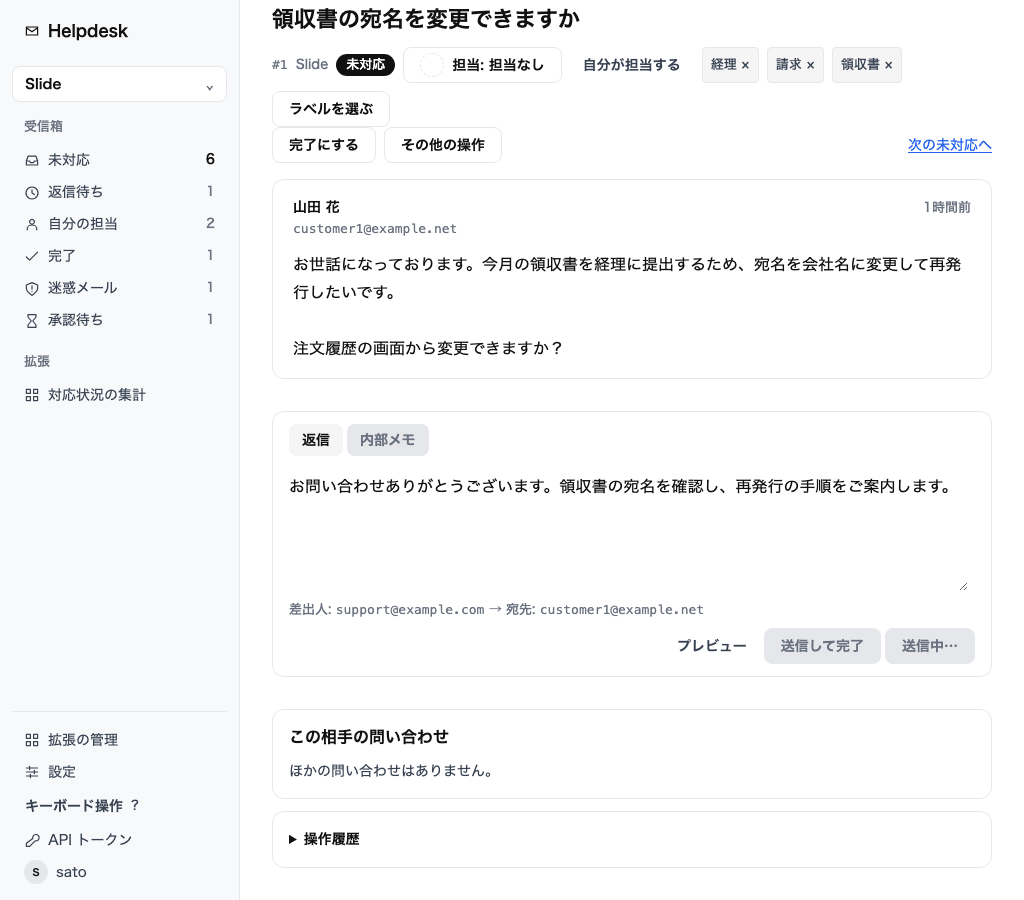 Helpdesk
Slide
受信箱
未対応 6
返信待ち 1
自分の担当 2
完了 1
迷惑メール 1
承認待ち 1
拡張
対応状況の集計
拡張の管理
設定
キーボード操作 ?
API トークン
S sato
領収書の宛名を変更できますか
#1 Slide 未対応 担当: 担当なし 自分が担当する 経理 × 請求 × 領収書 ×
ラベルを選ぶ
完了にする その他の操作 次の未対応へ
山田 花 1時間前
customer1@example.net
お世話になっております。今月の領収書を経理に提出するため、宛名を会社名に変更して再発
行したいです。
注文履歴の画面から変更できますか？
返信 内部メモ
お問い合わせありがとうございます。領収書の宛名を確認し、再発行の手順をご案内します。
差出人: support@example.com → 宛先: customer1@example.net
プレビュー 送信して完了 送信中…
この相手の問い合わせ
ほかの問い合わせはありません。
▶ 操作履歴